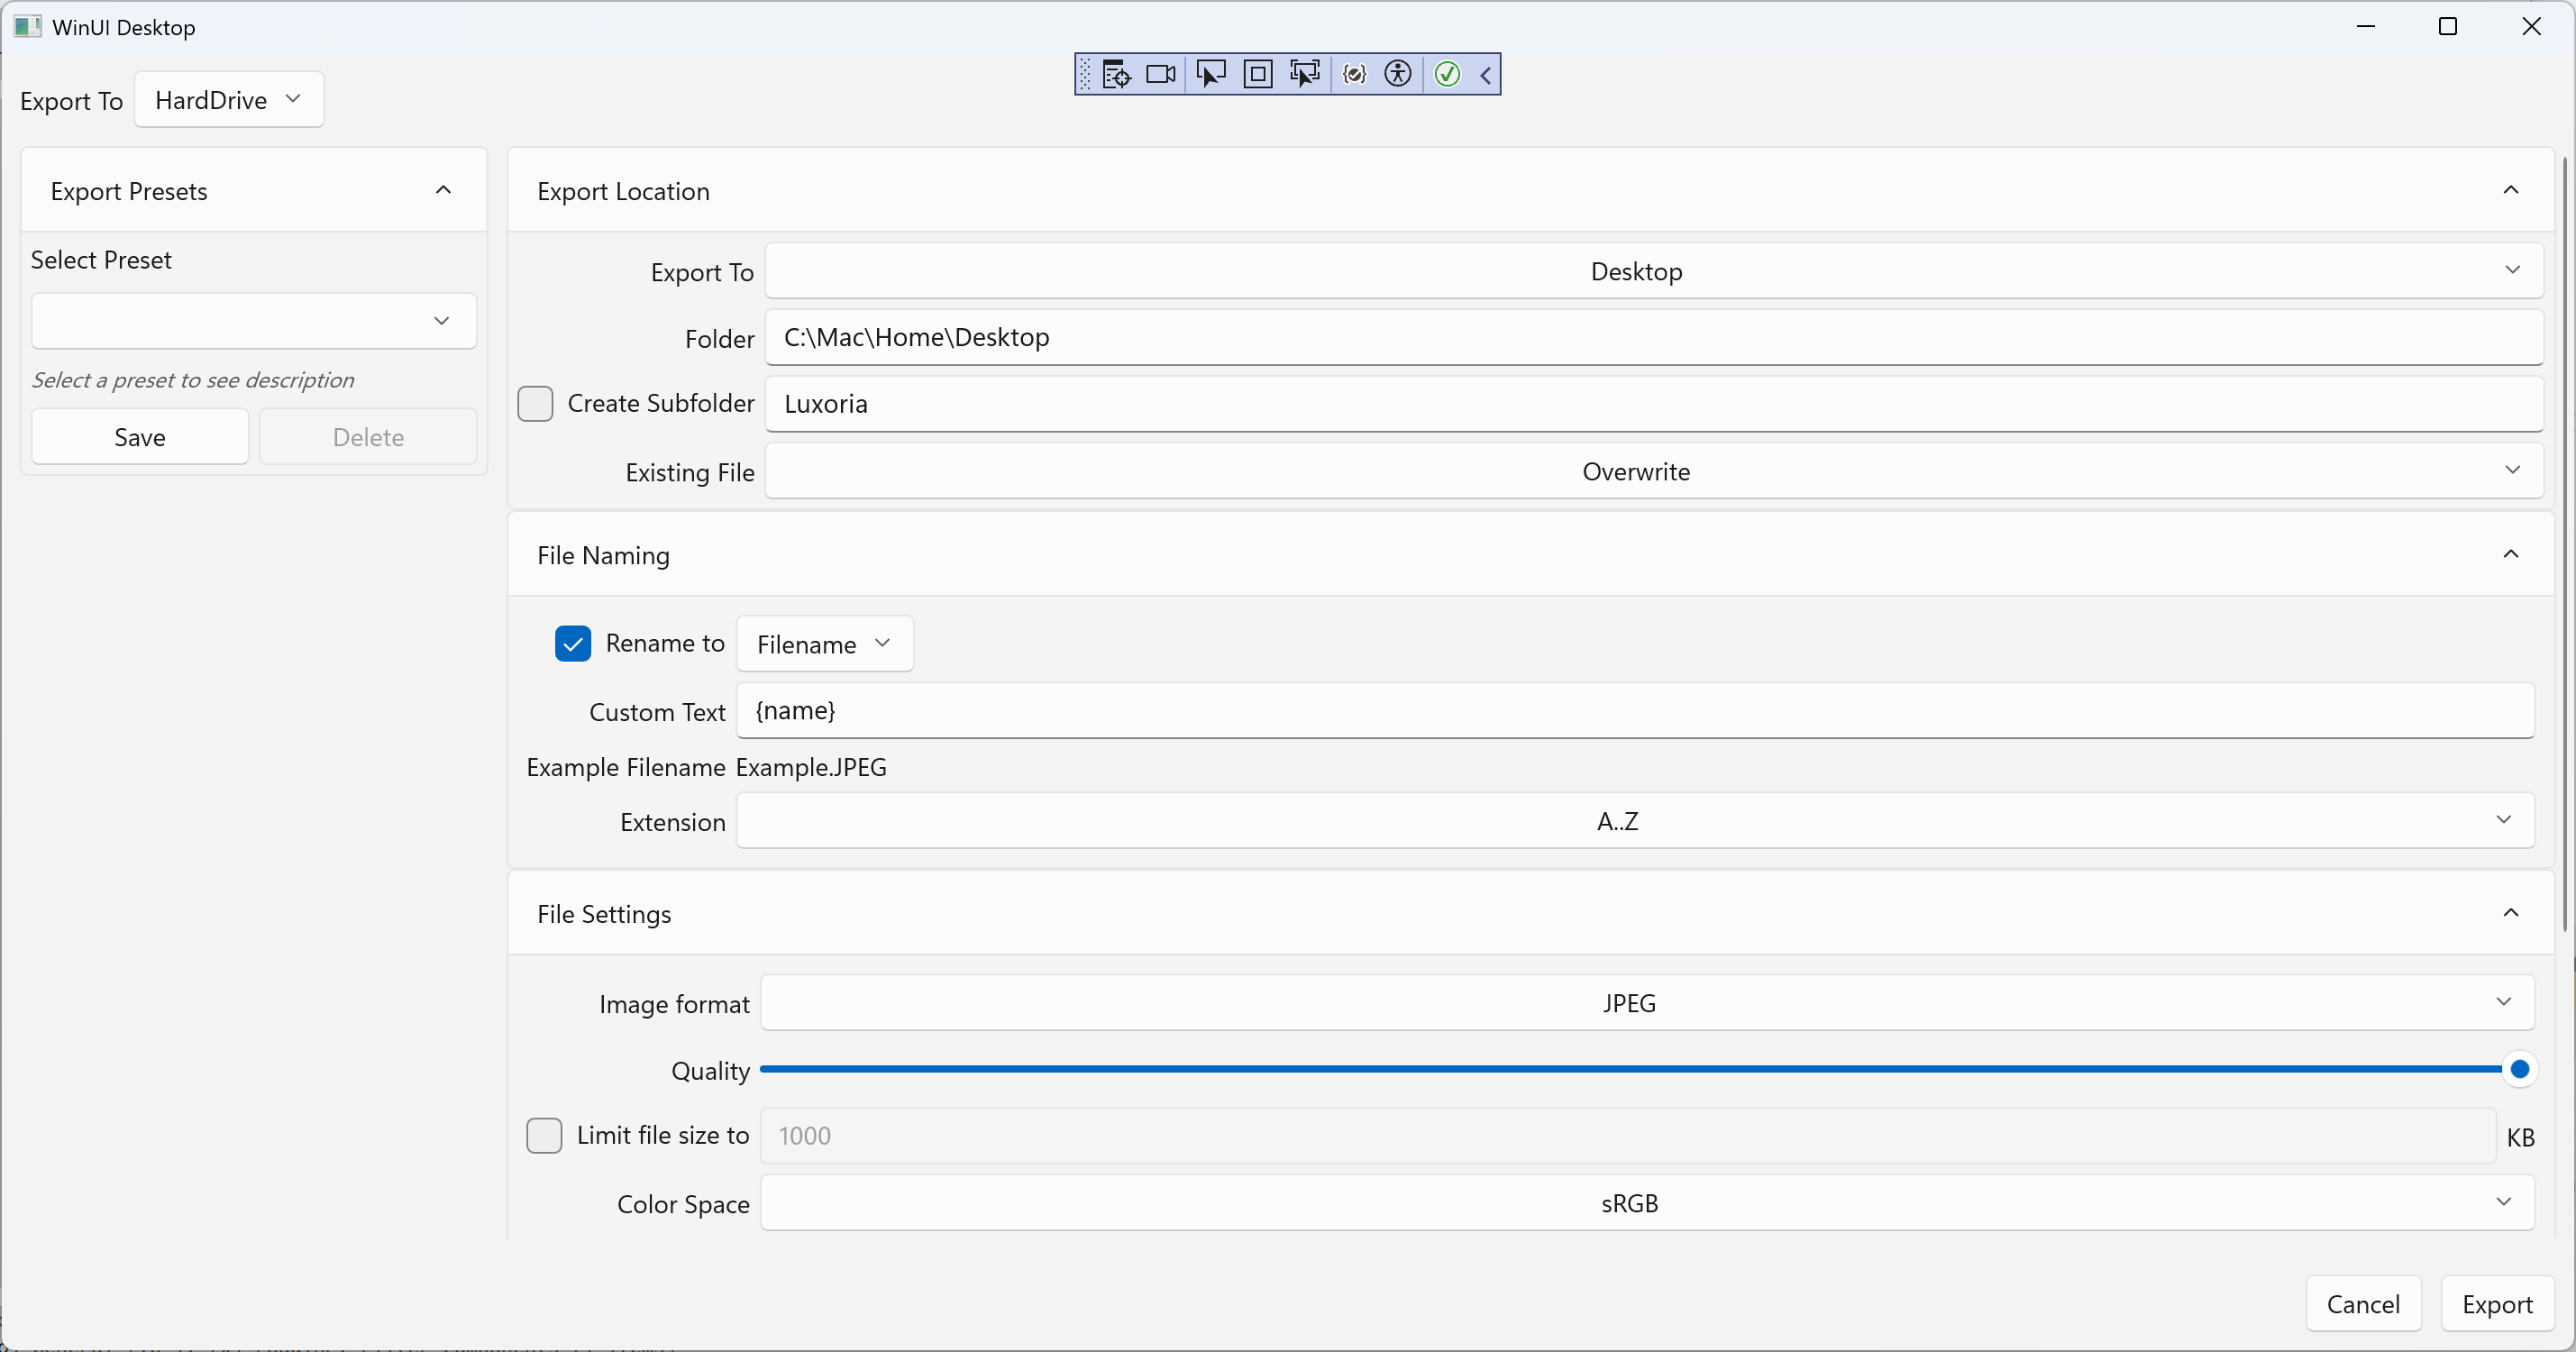 WinUI Desktop
Export To HardDrive
Export Presets
Select Preset
Select a preset to see description
Save Delete
Export Location
Export To Desktop
Folder C:\Mac\Home\Desktop
Create Subfolder Luxoria
Existing File Overwrite
File Naming
Rename to Filename
Custom Text {name}
Example Filename Example.JPEG
Extension A..Z
File Settings
Image format JPEG
Quality
Limit file size to 1000 KB
Color Space sRGB
Cancel Export